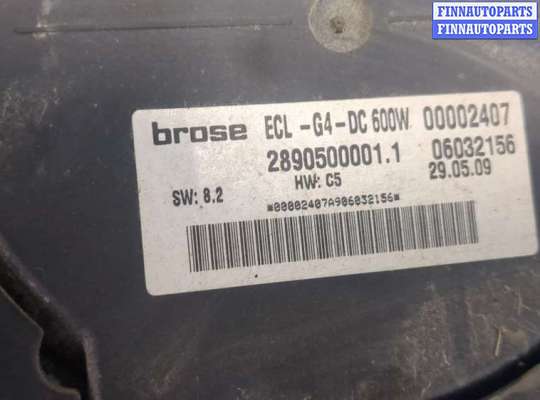 FINNAUTOPARTS
FINNAUTOPARTS
brose ECL -G4-DC 600W 00002407
2890500001.1 06032156
HW: C5 29.05.09
SW: 8.2
*00002407A906032156*